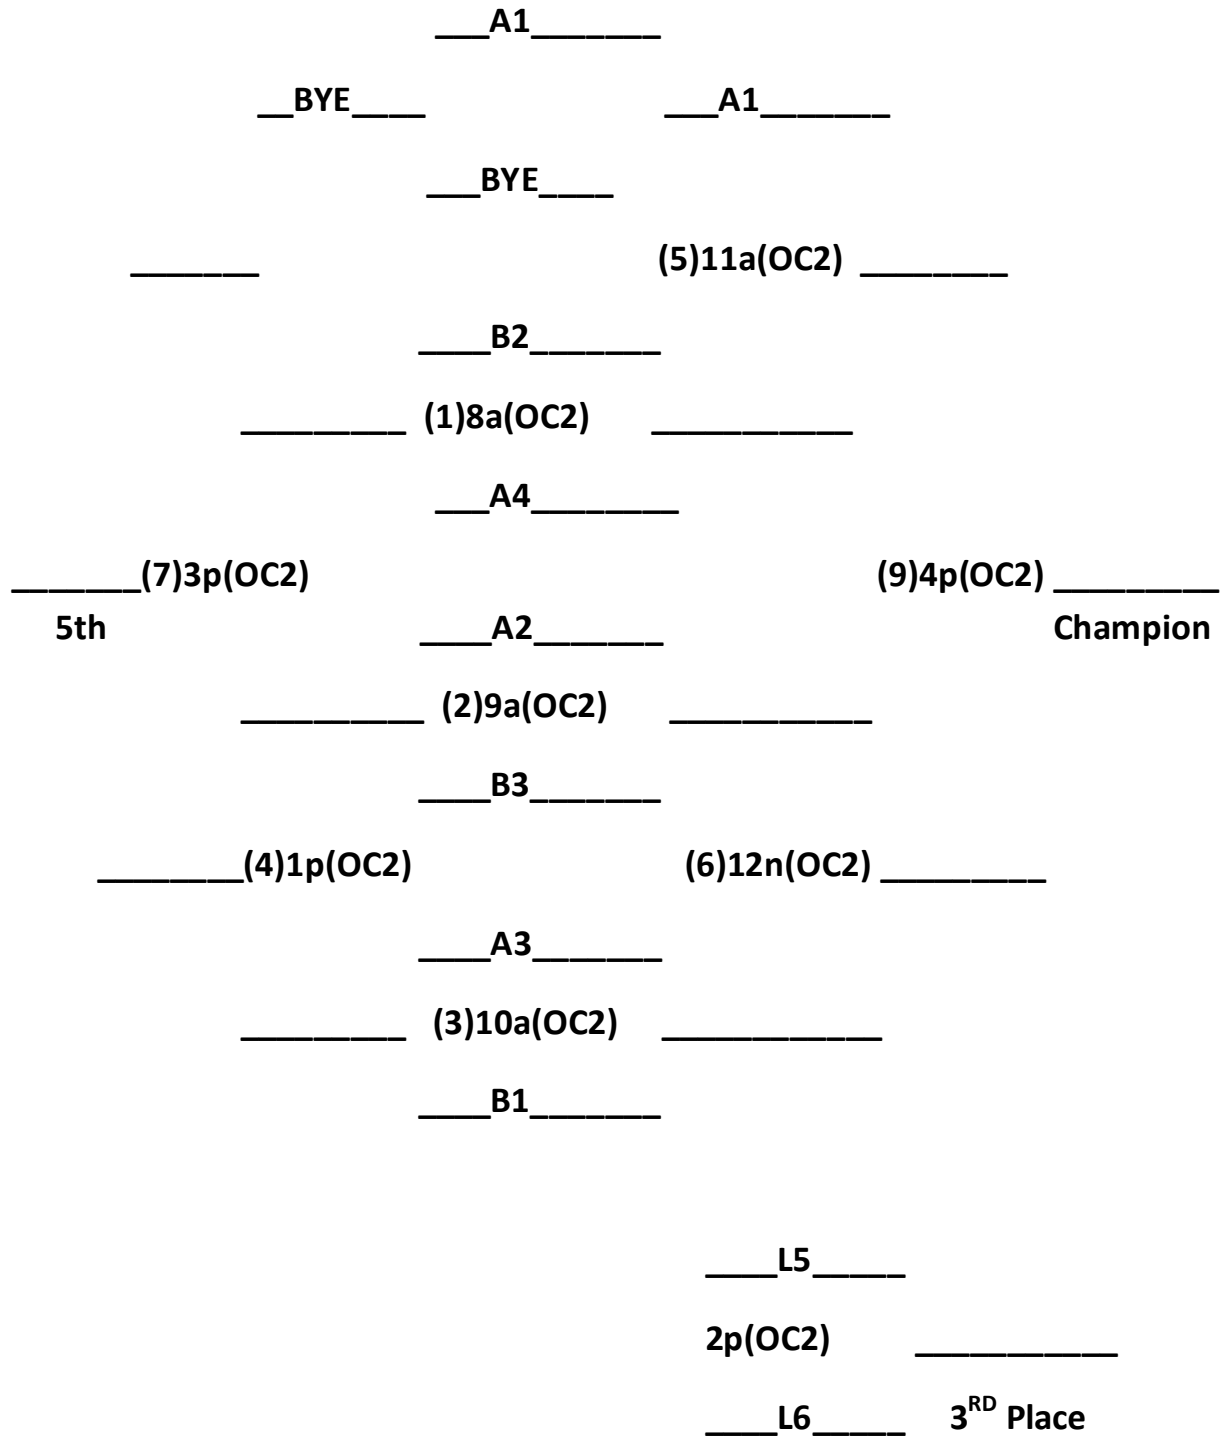 ___A1_______
__BYE____ ___A1_______
___BYE____
_______ (5)11a(OC2) ________
____B2_______
_________ (1)8a(OC2) ___________
___A4________
_______(7)3p(OC2) (9)4p(OC2) _________
5th ____A2_______ Champion
__________ (2)9a(OC2) ___________
____B3_______
________(4)1p(OC2) (6)12n(OC2) _________
____A3_______
_________ (3)10a(OC2) ____________
____B1_______
____L5_____
2p(OC2) ___________
____L6_____ 3RD Place